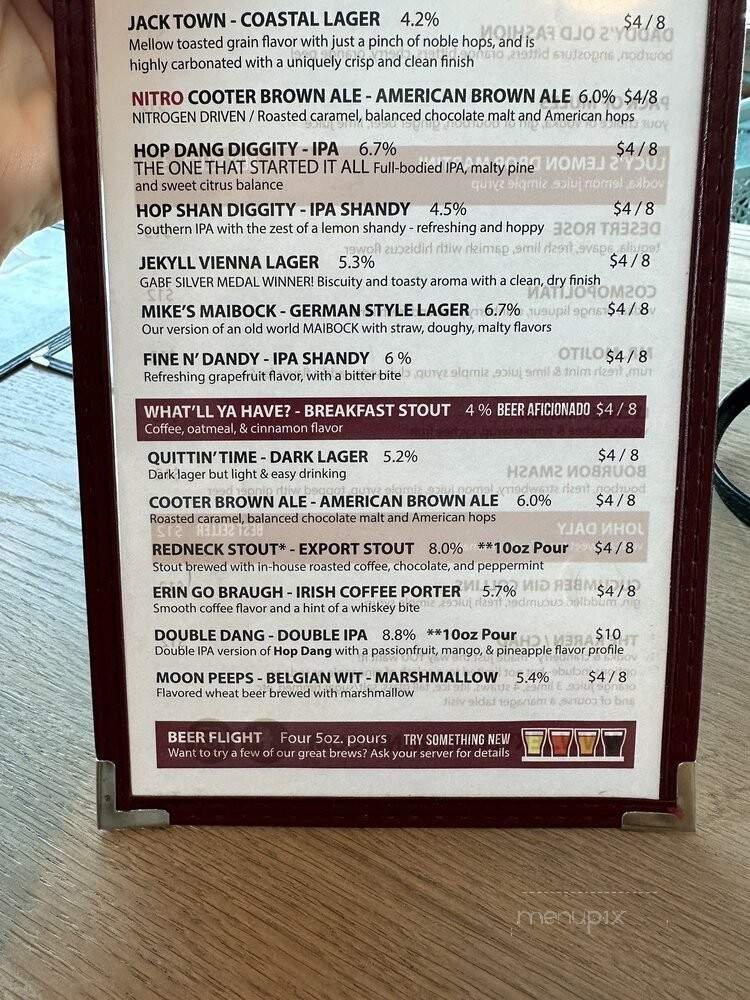 JACK TOWN - COASTAL LAGER 4.2% $4 / 8
Mellow toasted grain flavor with just a pinch of noble hops, and is
highly carbonated with a uniquely crisp and clean finish
NITRO COOTER BROWN ALE - AMERICAN BROWN ALE 6.0% $4/8
NITROGEN DRIVEN / Roasted caramel, balanced chocolate malt and American hops
HOP DANG DIGGITY - IPA 6.7% $4 / 8
THE ONE THAT STARTED IT ALL Full-bodied IPA, malty pine
and sweet citrus balance
HOP SHAN DIGGITY - IPA SHANDY 4.5% $4 / 8
Southern IPA with the zest of a lemon shandy - refreshing and hoppy
JEKYLL VIENNA LAGER 5.3% $4 / 8
GABF SILVER MEDAL WINNER! Biscuity and toasty aroma with a clean, dry finish
MIKE'S MAIBOCK - GERMAN STYLE LAGER 6.7% $4 / 8
Our version of an old world MAIBOCK with straw, doughy, malty flavors
FINE N' DANDY - IPA SHANDY 6 % $4 / 8
Refreshing grapefruit flavor, with a bitter bite
WHAT'LL YA HAVE? - BREAKFAST STOUT 4 % BEER AFICIONADO $4 / 8
Coffee, oatmeal, & cinnamon flavor
QUITTIN' TIME - DARK LAGER 5.2% $4 / 8
Dark lager but light & easy drinking
COOTER BROWN ALE - AMERICAN BROWN ALE 6.0% $4 / 8
Roasted caramel, balanced chocolate malt and American hops
REDNECK STOUT* - EXPORT STOUT 8.0% **10oz Pour $4 / 8
Stout brewed with in-house roasted coffee, chocolate, and peppermint
ERIN GO BRAUGH - IRISH COFFEE PORTER 5.7% $4 / 8
Smooth coffee flavor and a hint of a whiskey bite
DOUBLE DANG - DOUBLE IPA 8.8% **10oz Pour $10
Double IPA version of Hop Dang with a passionfruit, mango, & pineapple flavor profile
MOON PEEPS - BELGIAN WIT - MARSHMALLOW 5.4% $4 / 8
Flavored wheat beer brewed with marshmallow
BEER FLIGHT Four 5oz. pours TRY SOMETHING NEW
Want to try a few of our great brews? Ask your server for details
menupix